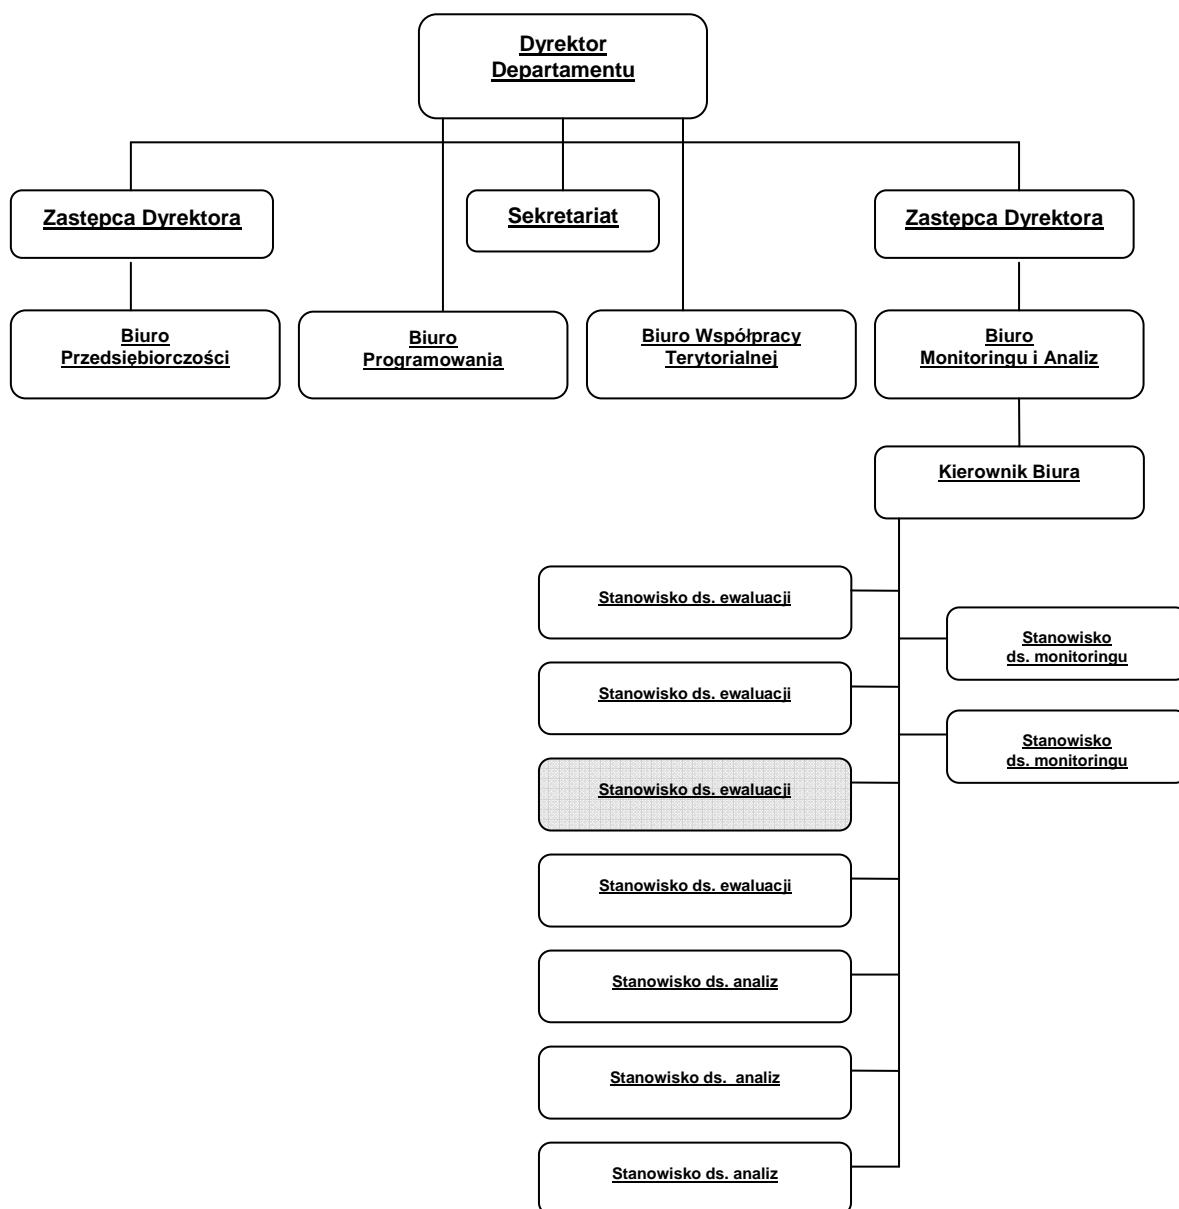 Dyrektor
Departamentu
Zastępca Dyrektora
Sekretariat
Zastępca Dyrektora
Biuro
Przedsiębiorczości
Biuro
Programowania
Biuro Współpracy
Terytorialnej
Biuro
Monitoringu i Analiz
Kierownik Biura
Stanowisko ds. ewaluacji
Stanowisko
ds. monitoringu
Stanowisko ds. ewaluacji
Stanowisko
ds. monitoringu
Stanowisko ds. ewaluacji
Stanowisko ds. ewaluacji
Stanowisko ds. analiz
Stanowisko ds.  analiz
Stanowisko ds. analiz